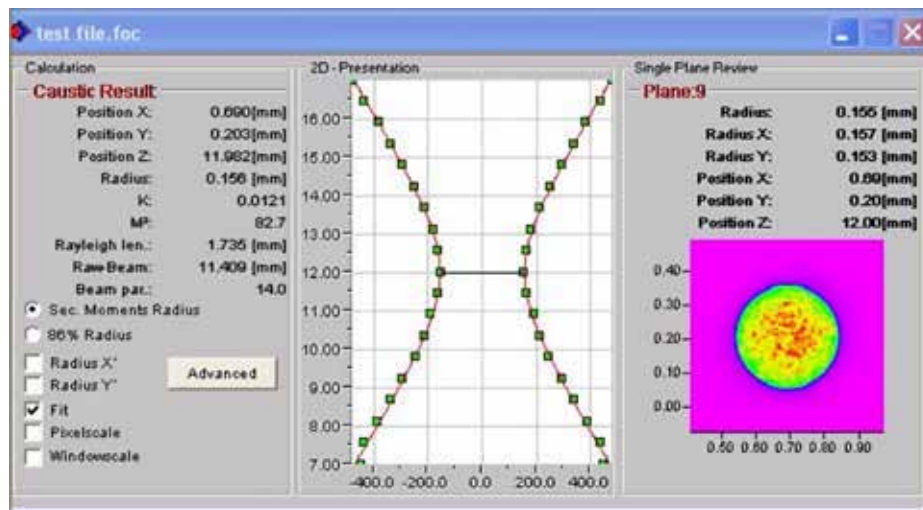 test file.foc
Calculation
Caustic Result
Position X: 0.690[mm]
Position Y: 0.203[mm]
Position Z: 11.982[mm]
Radius: 0.156 [mm]
K: 0.0121
M²: 82.7
Rayleigh len.: 1.735 [mm]
Raw Beam: 11.409 [mm]
Beam par.: 14.0
Sec. Moments Radius
86% Radius
Radius X'
Radius Y'
Advanced
Fit
Pixelscale
Windowscale
2D - Presentation
16.00
15.00
14.00
13.00
12.00
11.00
10.00
9.00
8.00
7.00
-400.0 -200.0 0.0 200.0 400.0
Single Plane Review
Plane:9
Radius: 0.155 [mm]
Radius X: 0.157 [mm]
Radius Y: 0.153 [mm]
Position X: 0.69[mm]
Position Y: 0.20[mm]
Position Z: 12.00[mm]
0.40
0.30
0.20
0.10
0.00
0.50 0.60 0.70 0.80 0.90